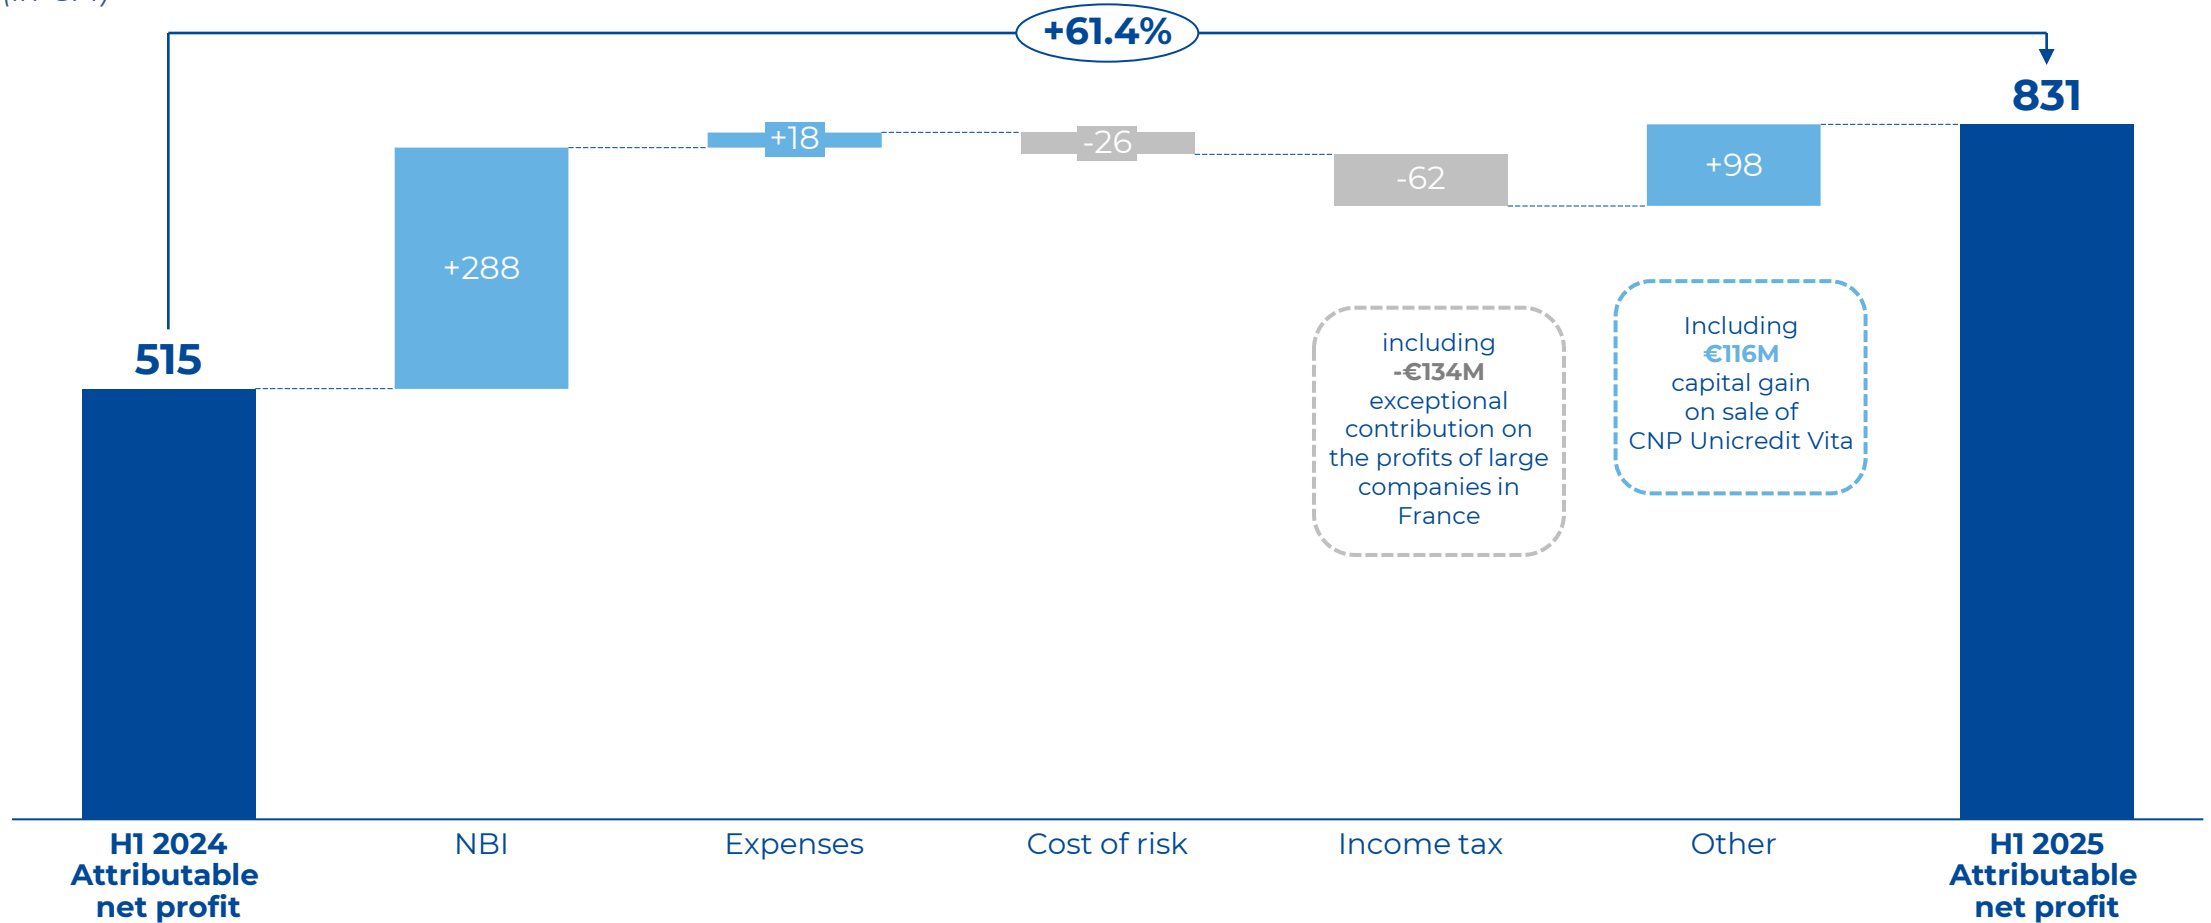 +61.4%
831
+18
-26
-62
+98
+288
515
including
-€134M
exceptional
contribution on
the profits of large
companies in
France
Including
€116M
capital gain
on sale of
CNP Unicredit Vita
H1 2024
Attributable
net profit
NBI
Expenses
Cost of risk
Income tax
Other
H1 2025
Attributable
net profit